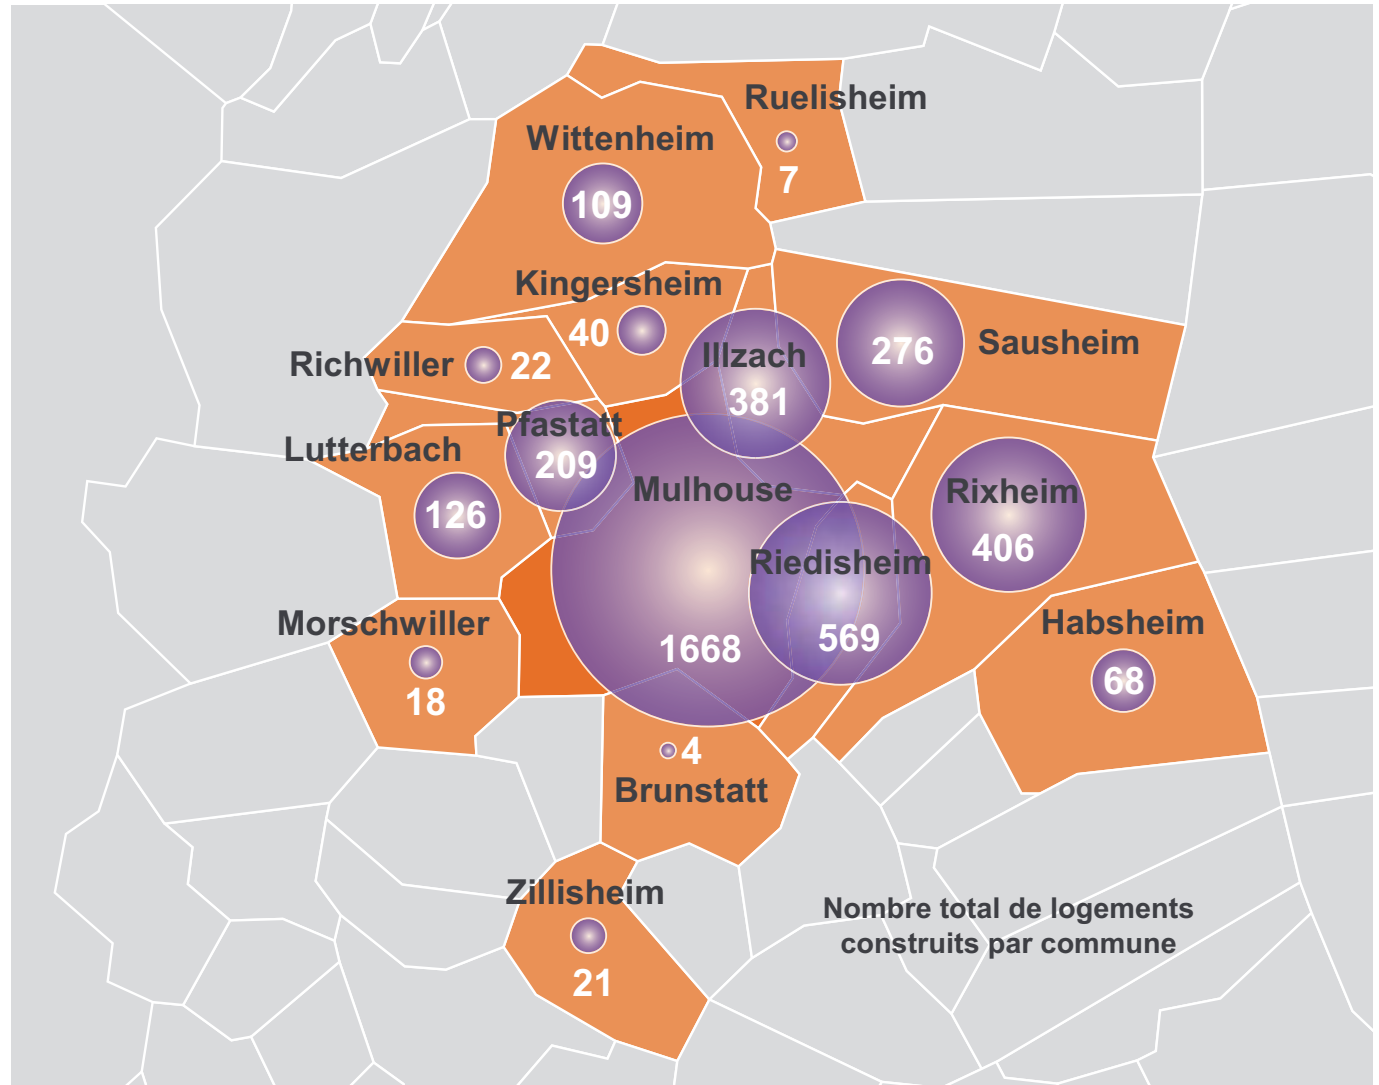 Ruelisheim
7
Wittenheim
109
Kingersheim
40
Illzach
381
276
Sausheim
Richwiller
22
Pfastatt
209
Lutterbach
126
Mulhouse
1668
Rixheim
406
Riedisheim
569
Habsheim
68
Morschwiller
18
4
Brunstatt
Zillisheim
21
Nombre total de logements
construits par commune